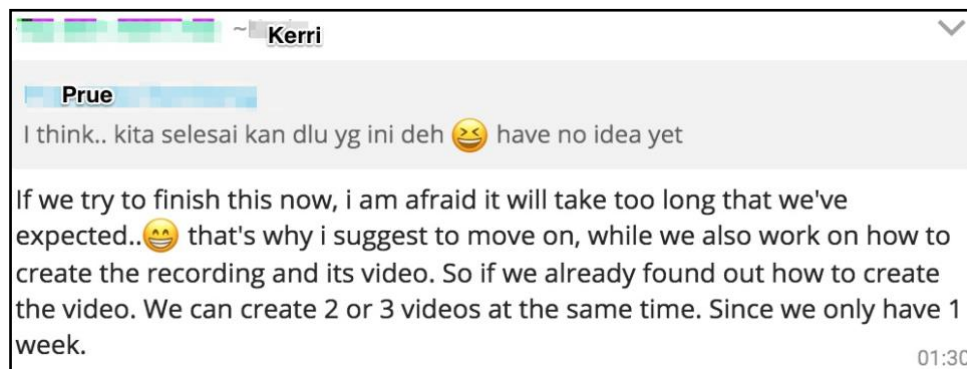 ~ Kerri
Prue
I think.. kita selesai kan dlu yg ini deh 😆 have no idea yet
If we try to finish this now, i am afraid it will take too long that we've
expected..😁 that's why i suggest to move on, while we also work on how to
create the recording and its video. So if we already found out how to create
the video. We can create 2 or 3 videos at the same time. Since we only have 1
week.
01:30